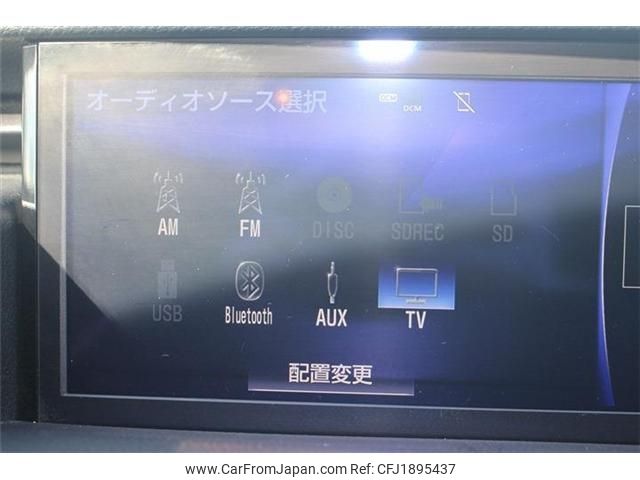 オーディオソース選択
DCM
DCM
AM
FM
DISC
SDREC
SD
USB
Bluetooth
AUX
TV
配置変更
www.CarFromJapan.com - CFJ1895437